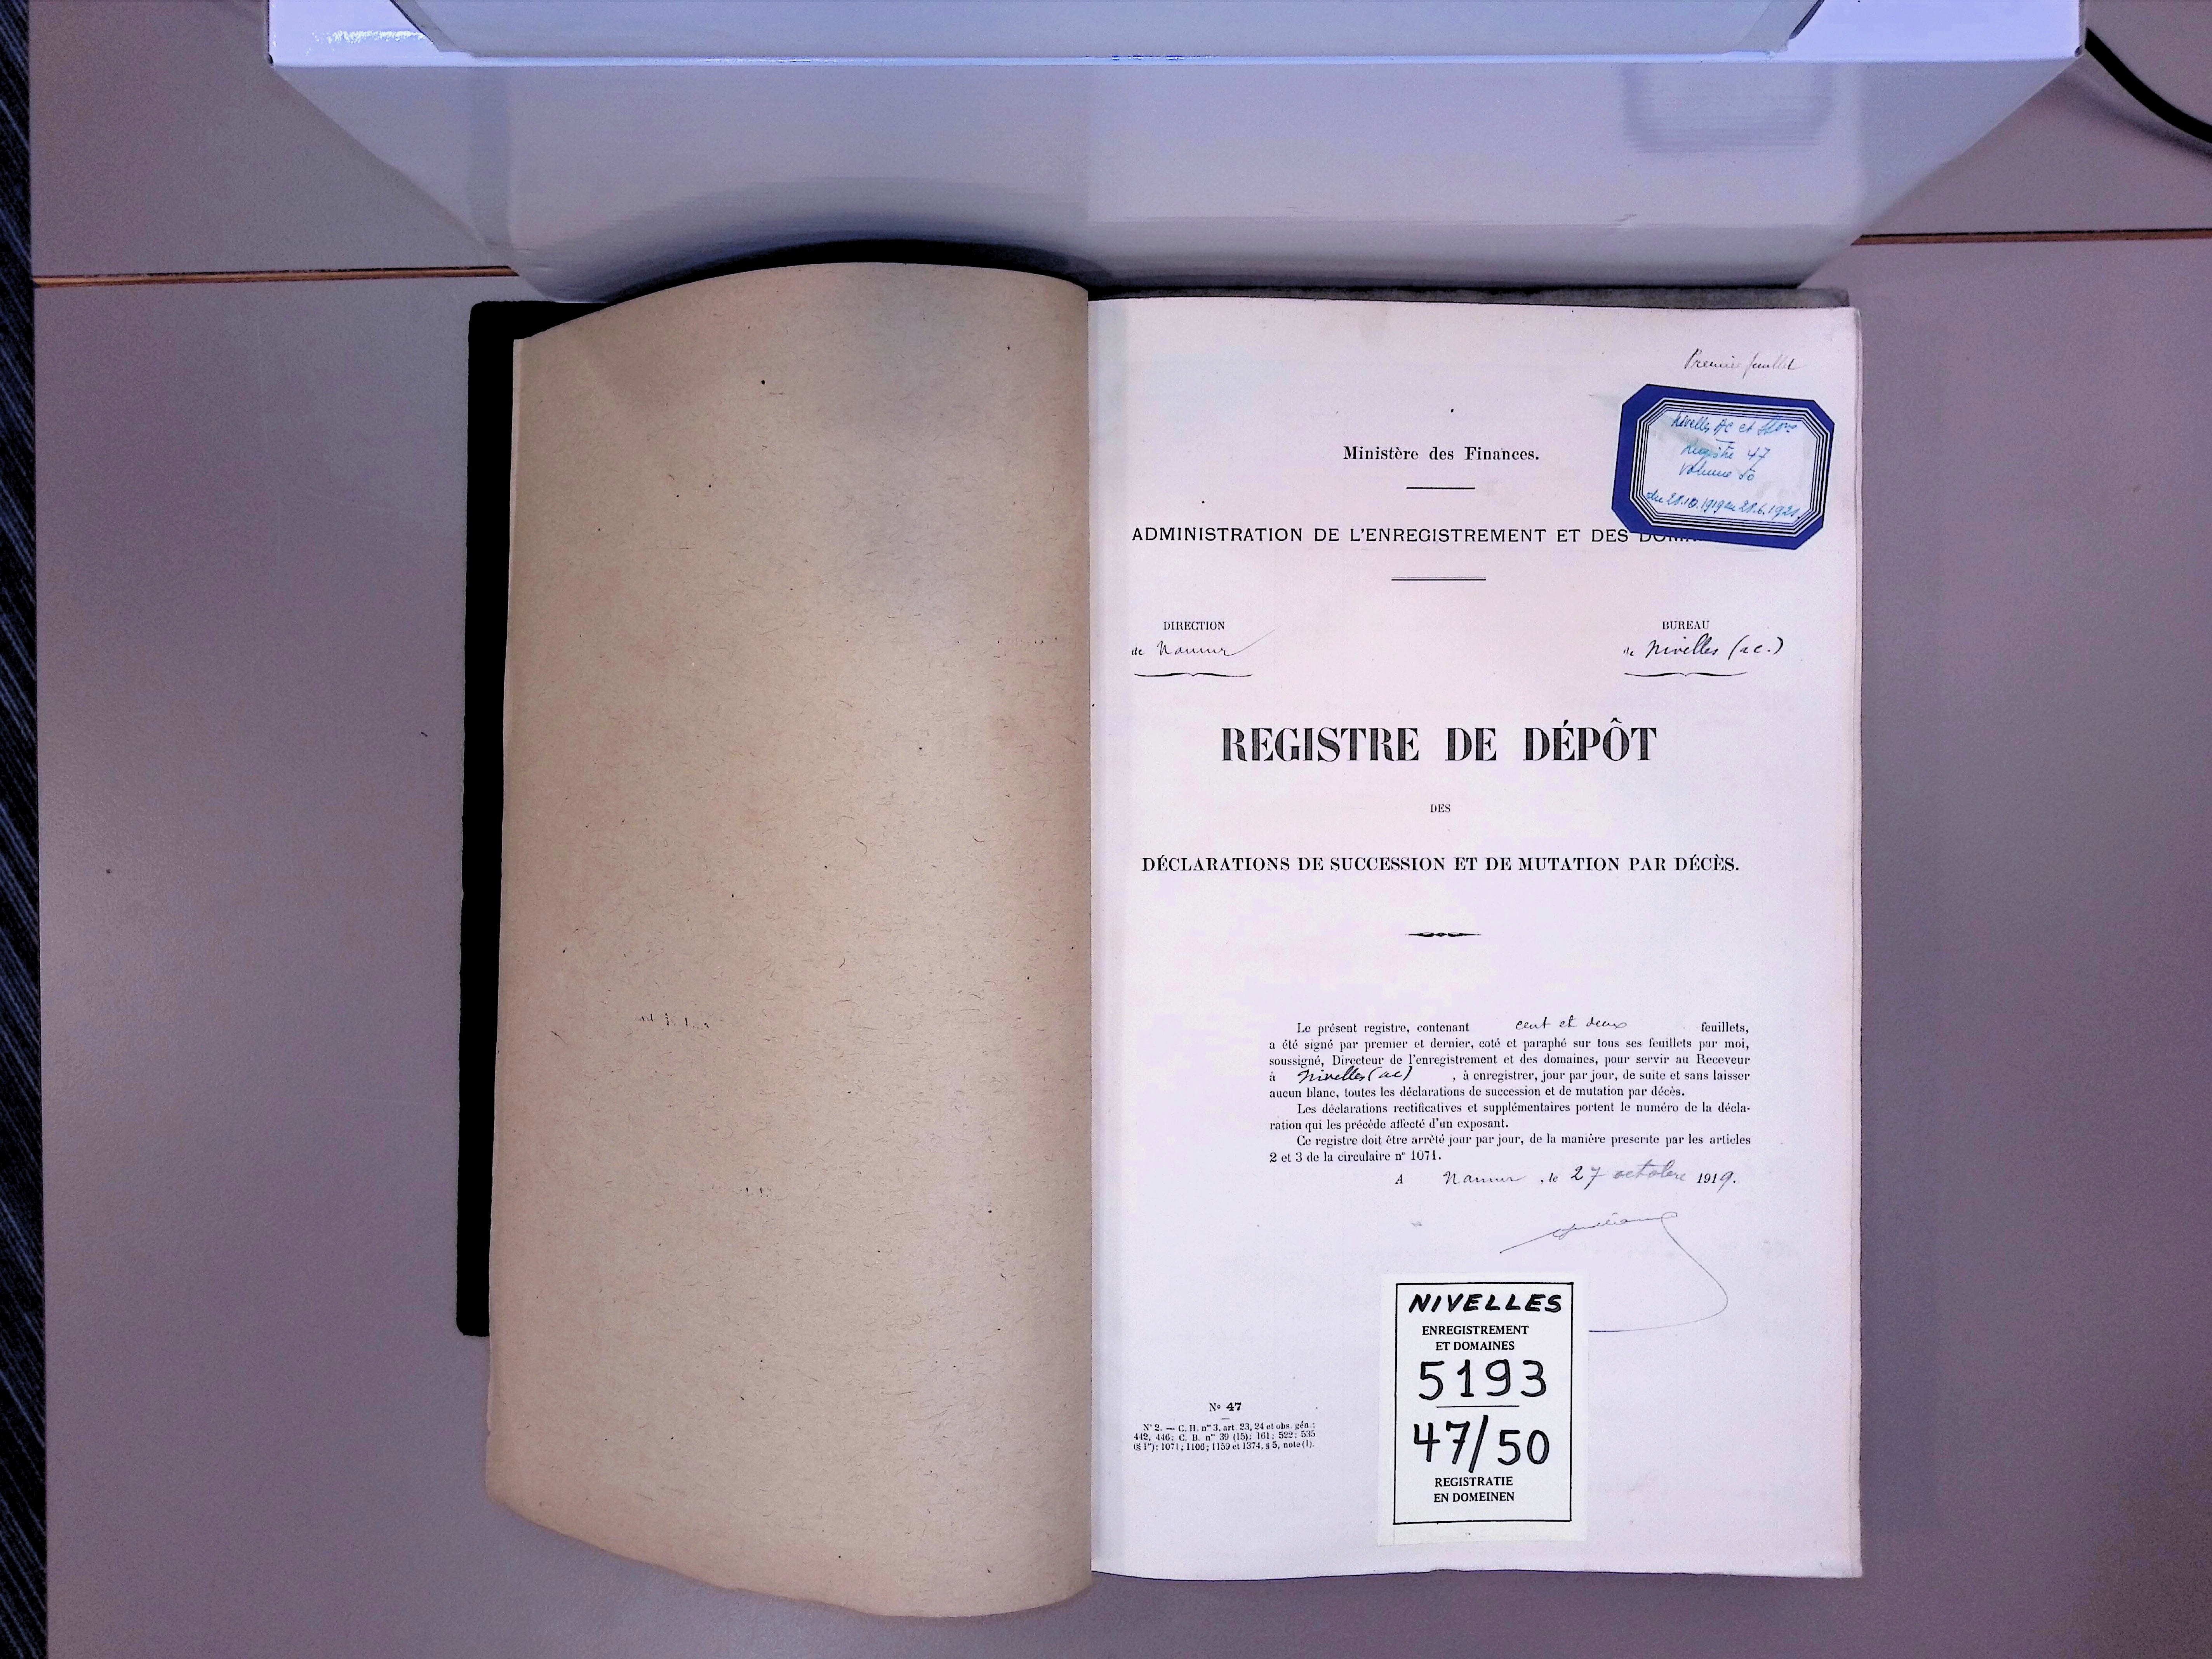 Premier feuillet
Nivelles AC et Succ
Registre 47
Volume 50
du 28.10.1919 au 28.6.1921
Ministère des Finances.
ADMINISTRATION DE L'ENREGISTREMENT ET DES
DIRECTION
de Namur
BUREAU
de Nivelles (ac.)
REGISTRE DE DÉPÔT
DES
DÉCLARATIONS DE SUCCESSION ET DE MUTATION PAR DÉCÈS.
Le présent registre, contenant cent et deux feuillets,
a été signé par premier et dernier, coté et paraphé sur tous ses feuillets par moi,
soussigné, Directeur de l'enregistrement et des domaines, pour servir au Receveur
à Nivelles (ac) , à enregistrer, jour par jour, de suite et sans laisser
aucun blanc, toutes les déclarations de succession et de mutation par décès.
Les déclarations rectificatives et supplémentaires portent le numéro de la décla-
ration qui les précède affecté d'un exposant.
Ce registre doit être arrêté jour par jour, de la manière prescrite par les articles
2 et 3 de la circulaire n° 1071.
A Namur , le 27 octobre 1919.
NIVELLES
ENREGISTREMENT
ET DOMAINES
5193
47/50
REGISTRATIE
EN DOMEINEN
N° 47
N° 2. — C. H. nos 3, art. 23, 24 et obs. gén.;
442, 446; C. B. nos 39 (15); 161; 522; 535
(§ 1er); 1071; 1106; 1159 et 1374, § 5, note (1).